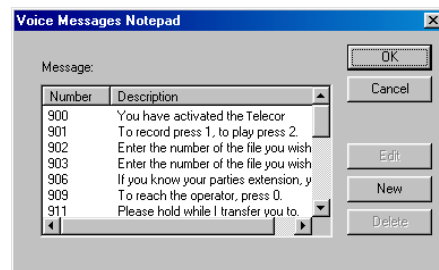 Voice Messages Notepad
Message:
Number Description
900 You have activated the Telecor
901 To record press 1, to play press 2.
902 Enter the number of the file you wish
903 Enter the number of the file you wish
906 If you know your parties extension, y
909 To reach the operator, press 0.
911 Please hold while I transfer you to.
OK
Cancel
Edit
New
Delete